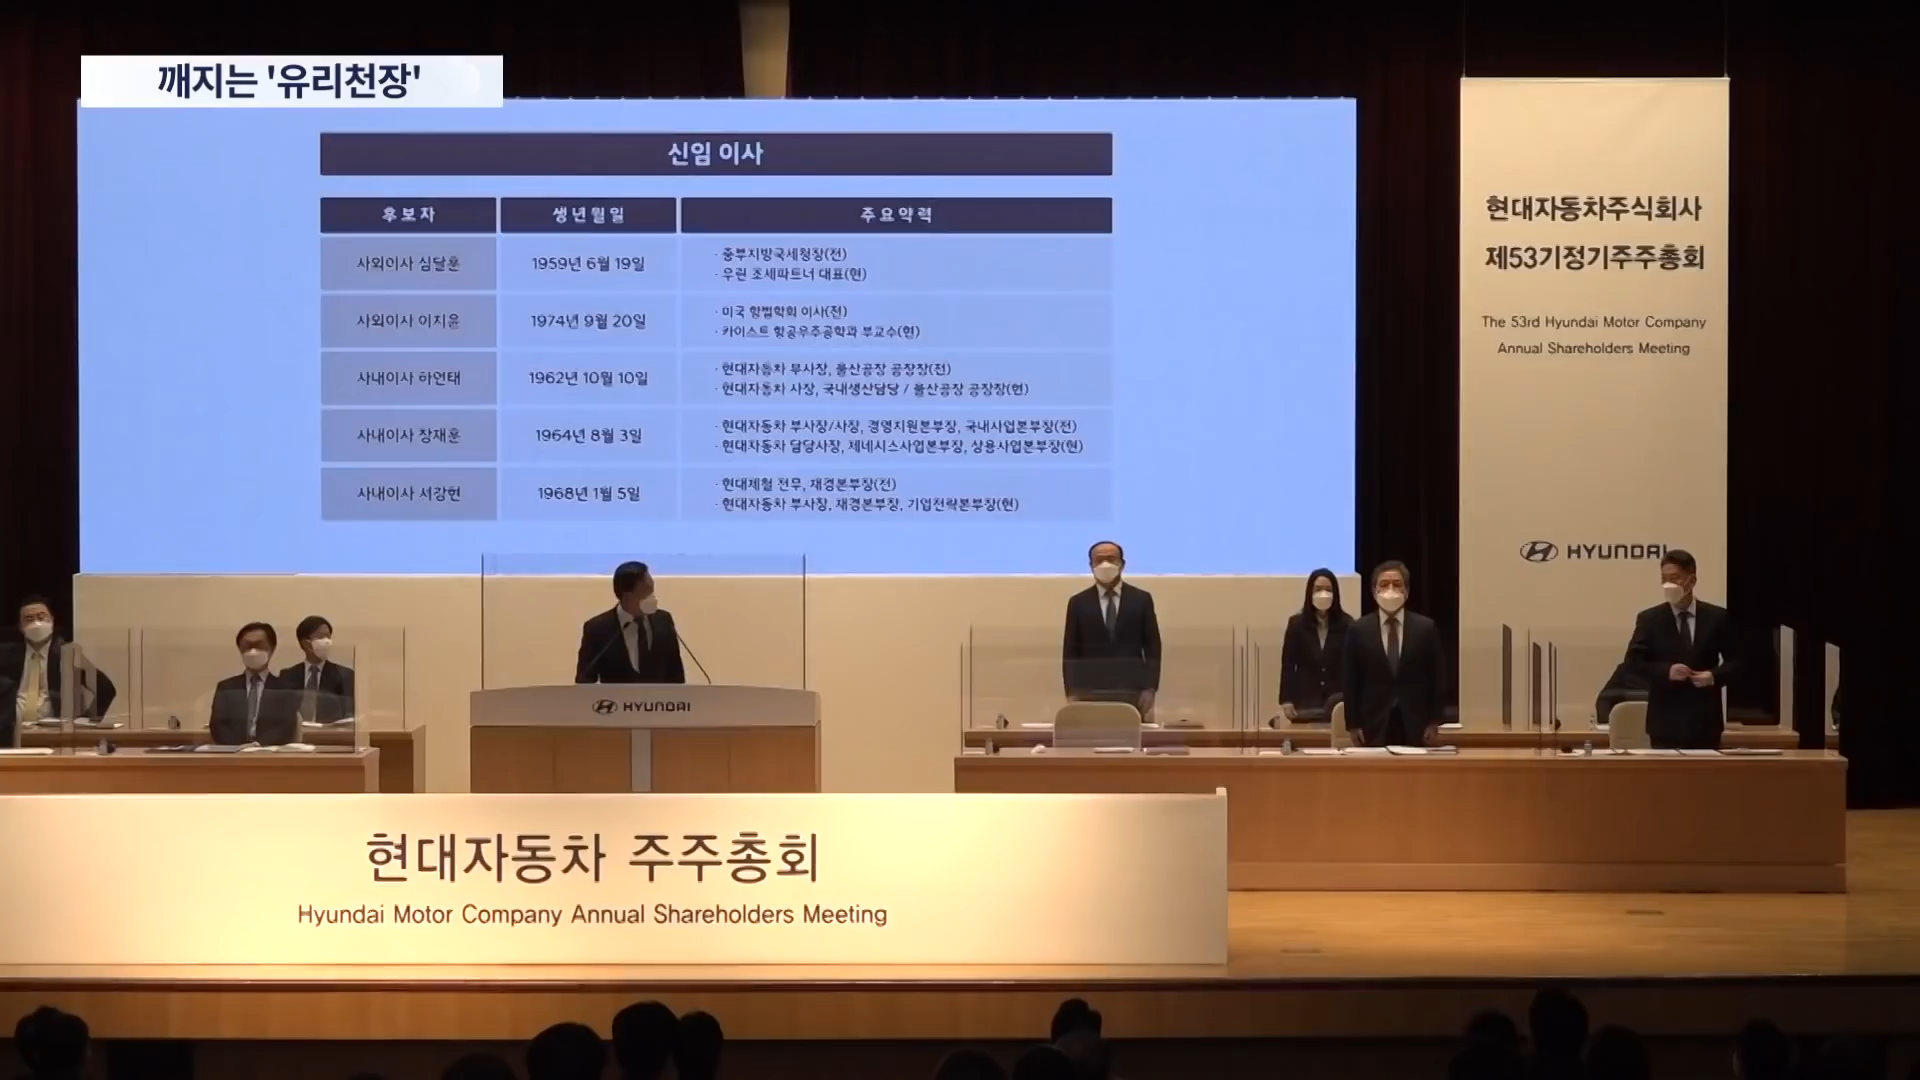 깨지는 '유리천장'
신임 이사
후보자 생년월일 주요약력
사외이사 심달훈 1959년 6월 19일
· 중부지방국세청장(전)
· 우린 조세파트너 대표(현)
사외이사 이지윤 1974년 9월 20일
· 미국 항법학회 이사(전)
· 카이스트 항공우주공학과 부교수(현)
사내이사 하언태 1962년 10월 10일
· 현대자동차 부사장, 울산공장 공장장(전)
· 현대자동차 사장, 국내생산담당 / 울산공장 공장장(현)
사내이사 장재훈 1964년 8월 3일
· 현대자동차 부사장/사장, 경영지원본부장, 국내사업본부장(전)
· 현대자동차 담당사장, 제네시스사업본부장, 상용사업본부장(현)
사내이사 서강현 1968년 1월 5일
· 현대제철 전무, 재경본부장(전)
· 현대자동차 부사장, 재경본부장, 기업전략본부장(현)
현대자동차주식회사
제53기정기주주총회
The 53rd Hyundai Motor Company
Annual Shareholders Meeting
HYUNDAI
HYUNDAI
현대자동차 주주총회
Hyundai Motor Company Annual Shareholders Meeting